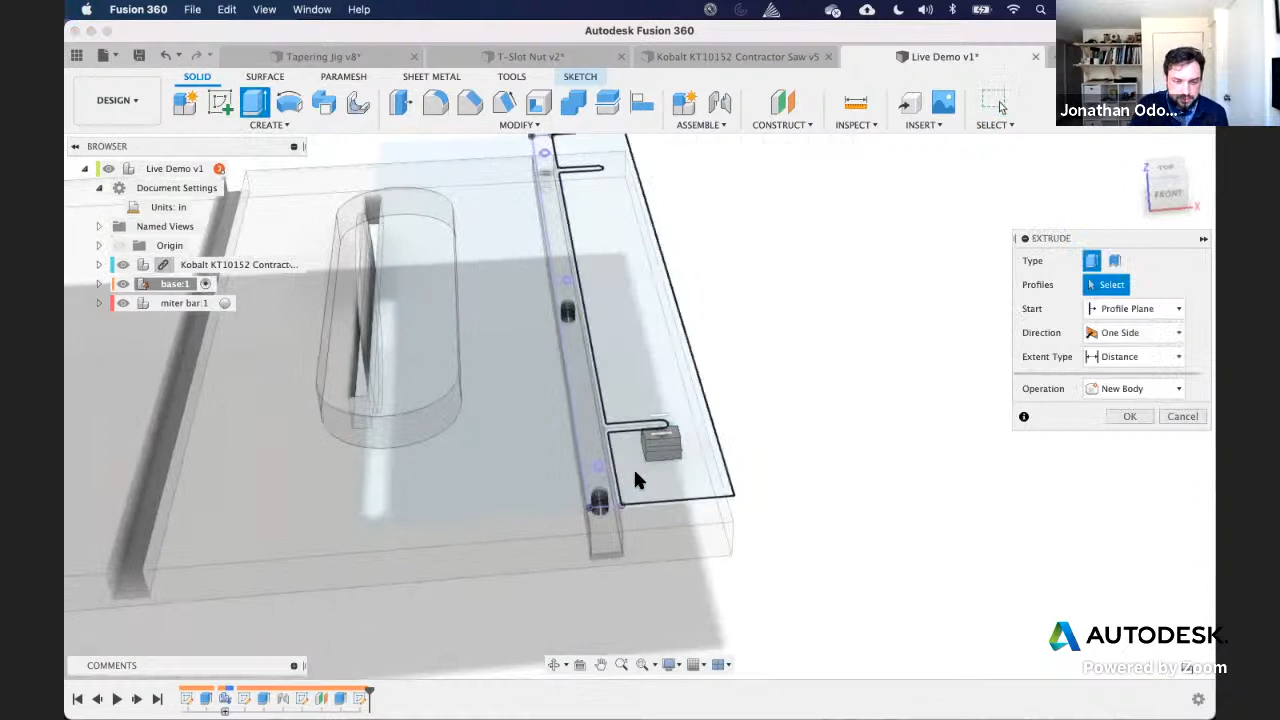 Fusion 360 File Edit View Window Help
Autodesk Fusion 360
Tapering Jig v8*
T-Slot Nut v2*
Kobalt KT10152 Contractor Saw v5
Live Demo v1*
Jonathan Odo...
SOLID SURFACE PARAMESH SHEET METAL TOOLS SKETCH
DESIGN
CREATE MODIFY ASSEMBLE CONSTRUCT INSPECT INSERT SELECT
BROWSER
Live Demo v1
Document Settings
Units: in
Named Views
Origin
Kobalt KT10152 Contract...
base:1
miter bar:1
TOP
FRONT
Z
X
EXTRUDE
Type
Profiles Select
Start Profile Plane
Direction One Side
Extent Type Distance
Operation New Body
OK Cancel
AUTODESK.
Powered by Zoom
COMMENTS